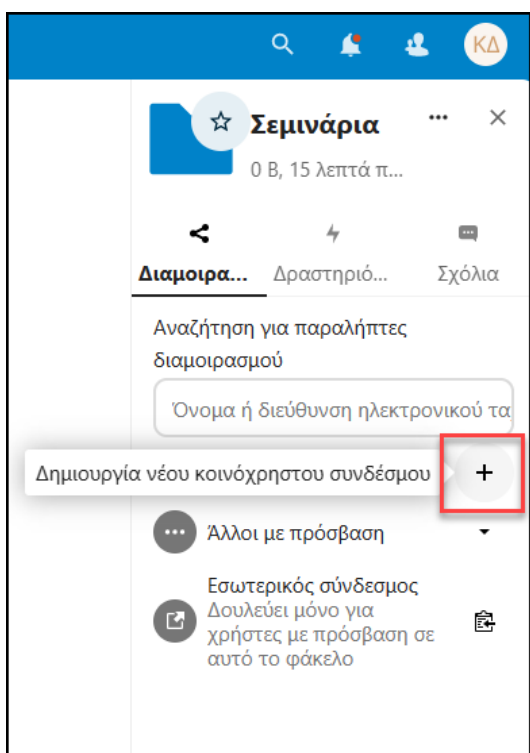 ΚΔ
Σεμινάρια
0 B, 15 λεπτά π...
Διαμοιρα... Δραστηριό... Σχόλια
Αναζήτηση για παραλήπτες
διαμοιρασμού
Όνομα ή διεύθυνση ηλεκτρονικού τα
Δημιουργία νέου κοινόχρηστου συνδέσμου
Άλλοι με πρόσβαση
Εσωτερικός σύνδεσμος
Δουλεύει μόνο για
χρήστες με πρόσβαση σε
αυτό το φάκελο